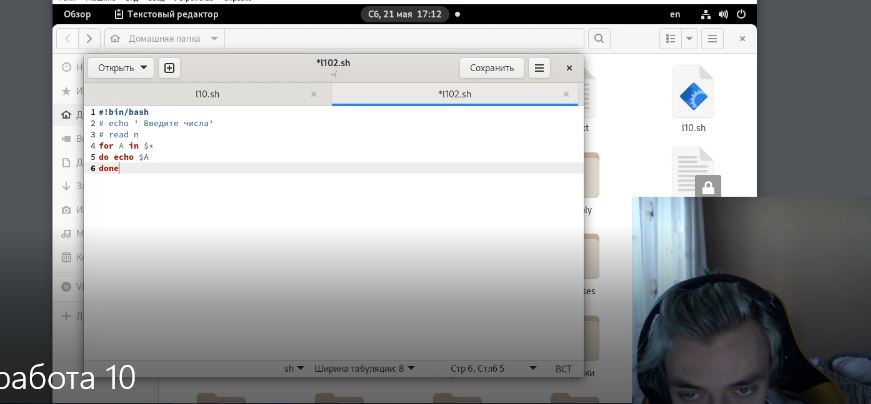 Обзор
Текстовый редактор
Сб, 21 мая 17:12
en
Домашняя папка
Открыть
*l102.sh
~/
Сохранить
l10.sh
*l102.sh
1 #!bin/bash
2 # echo ' Введите числа'
3 # read n
4 for A in $*
5 do echo $A
6 done
l10.sh
sh
Ширина табуляции: 8
Стр 6, Стлб 5
ВСТ
работа 10